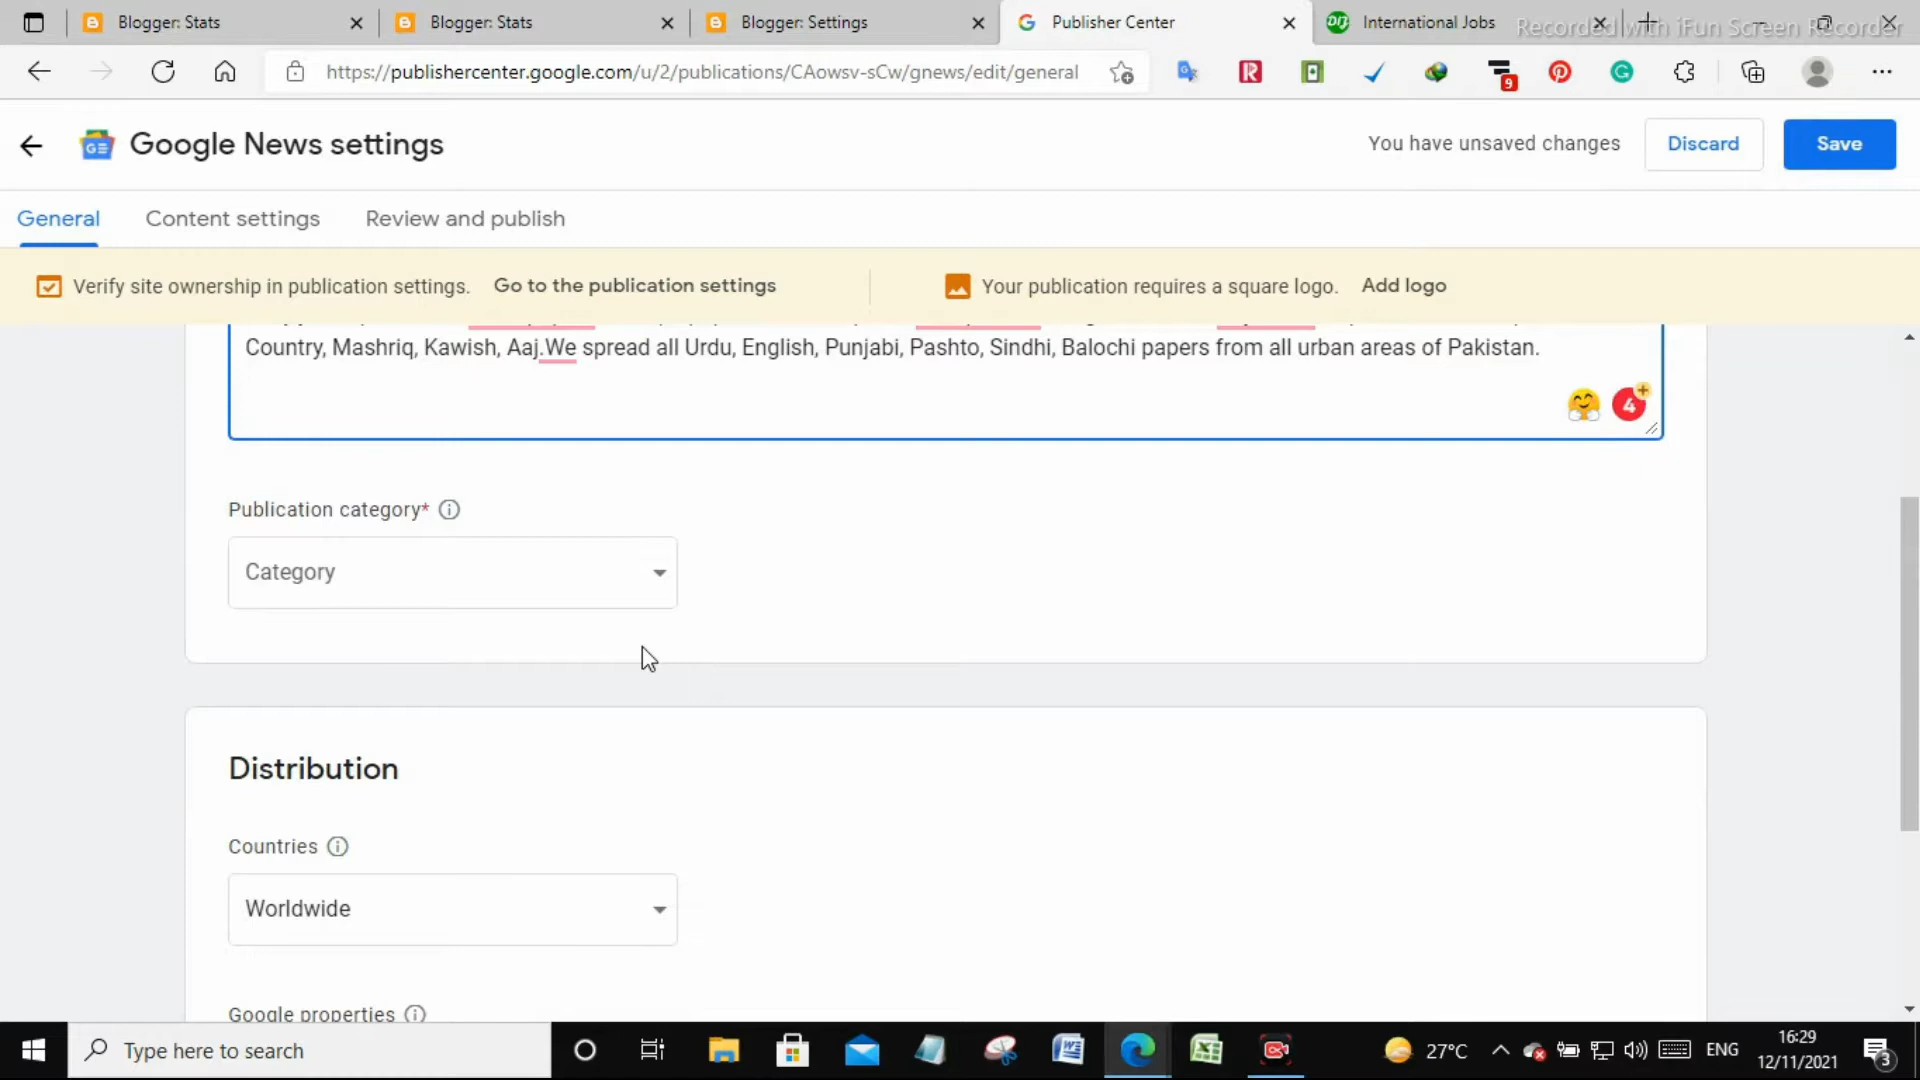 Blogger: Stats
Blogger: Stats
Blogger: Settings
Publisher Center
International Jobs
Recorded with iFun Screen Recorder
https://publishercenter.google.com/u/2/publications/CAowsv-sCw/gnews/edit/general
9
Google News settings
You have unsaved changes
Discard
Save
General
Content settings
Review and publish
Verify site ownership in publication settings.
Go to the publication settings
Your publication requires a square logo.
Add logo
Country, Mashriq, Kawish, Aaj.We spread all Urdu, English, Punjabi, Pashto, Sindhi, Balochi papers from all urban areas of Pakistan.
4
Publication category*
Category
Distribution
Countries
Worldwide
Google properties
Type here to search
27°C
ENG
16:29
12/11/2021
3